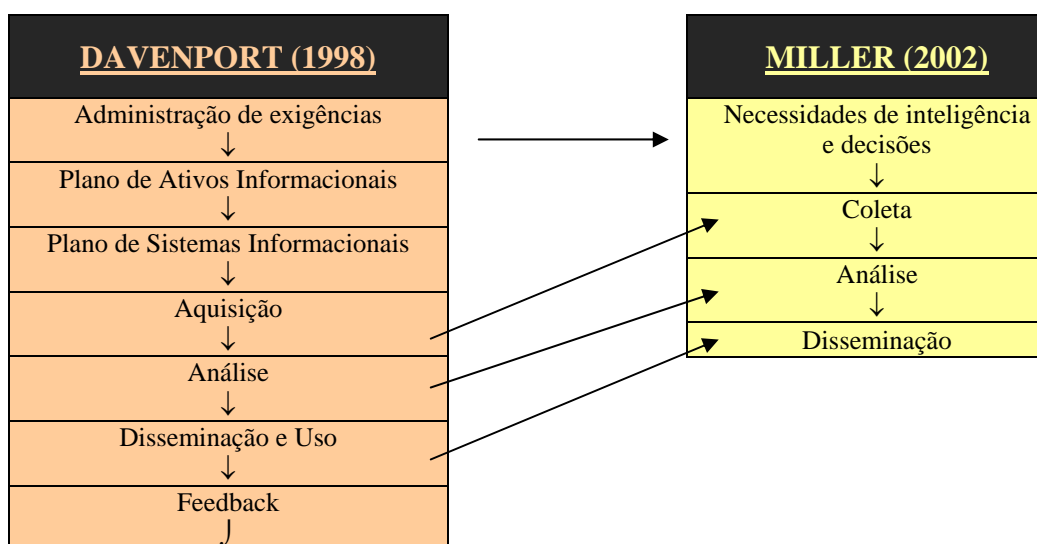 DAVENPORT (1998)
Administração de exigências
↓
Plano de Ativos Informacionais
↓
Plano de Sistemas Informacionais
↓
Aquisição
↓
Análise
↓
Disseminação e Uso
↓
Feedback
MILLER (2002)
Necessidades de inteligência
e decisões
↓
Coleta
↓
Análise
↓
Disseminação